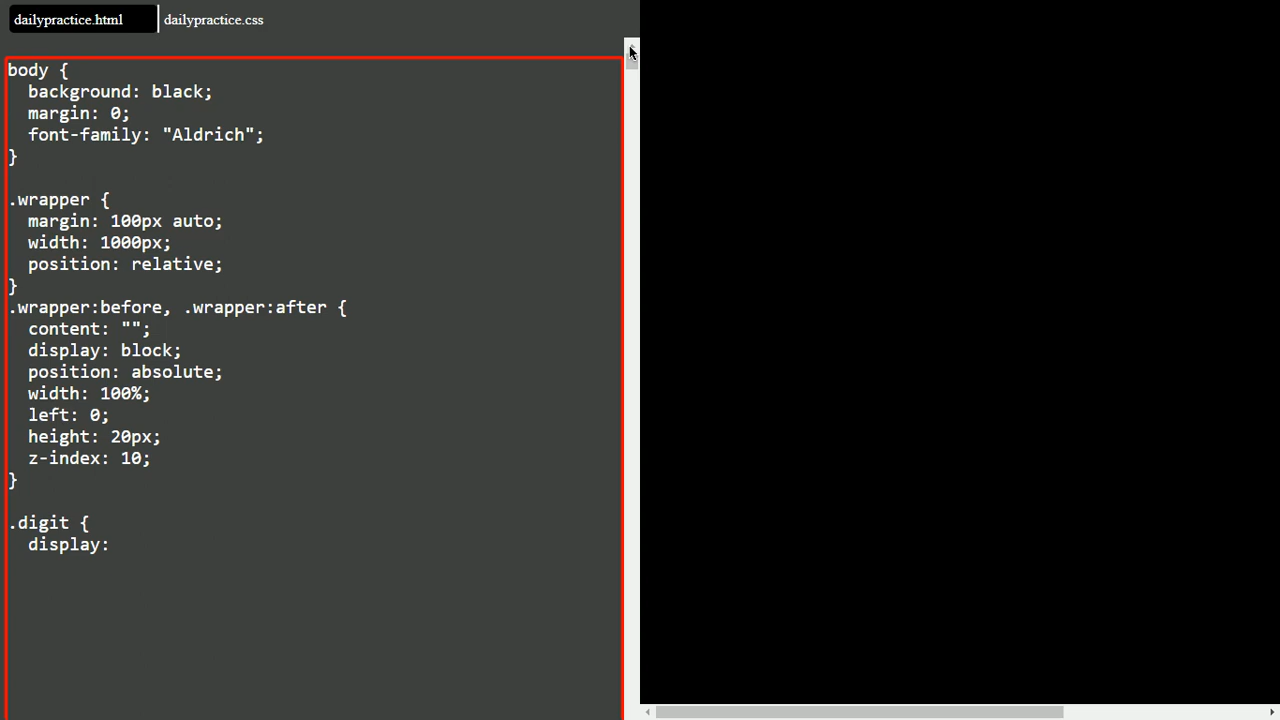 dailypractice.html dailypractice.css
body {
  background: black;
  margin: 0;
  font-family: "Aldrich";
}

.wrapper {
  margin: 100px auto;
  width: 1000px;
  position: relative;
}
.wrapper:before, .wrapper:after {
  content: "";
  display: block;
  position: absolute;
  width: 100%;
  left: 0;
  height: 20px;
  z-index: 10;
}

.digit {
  display: